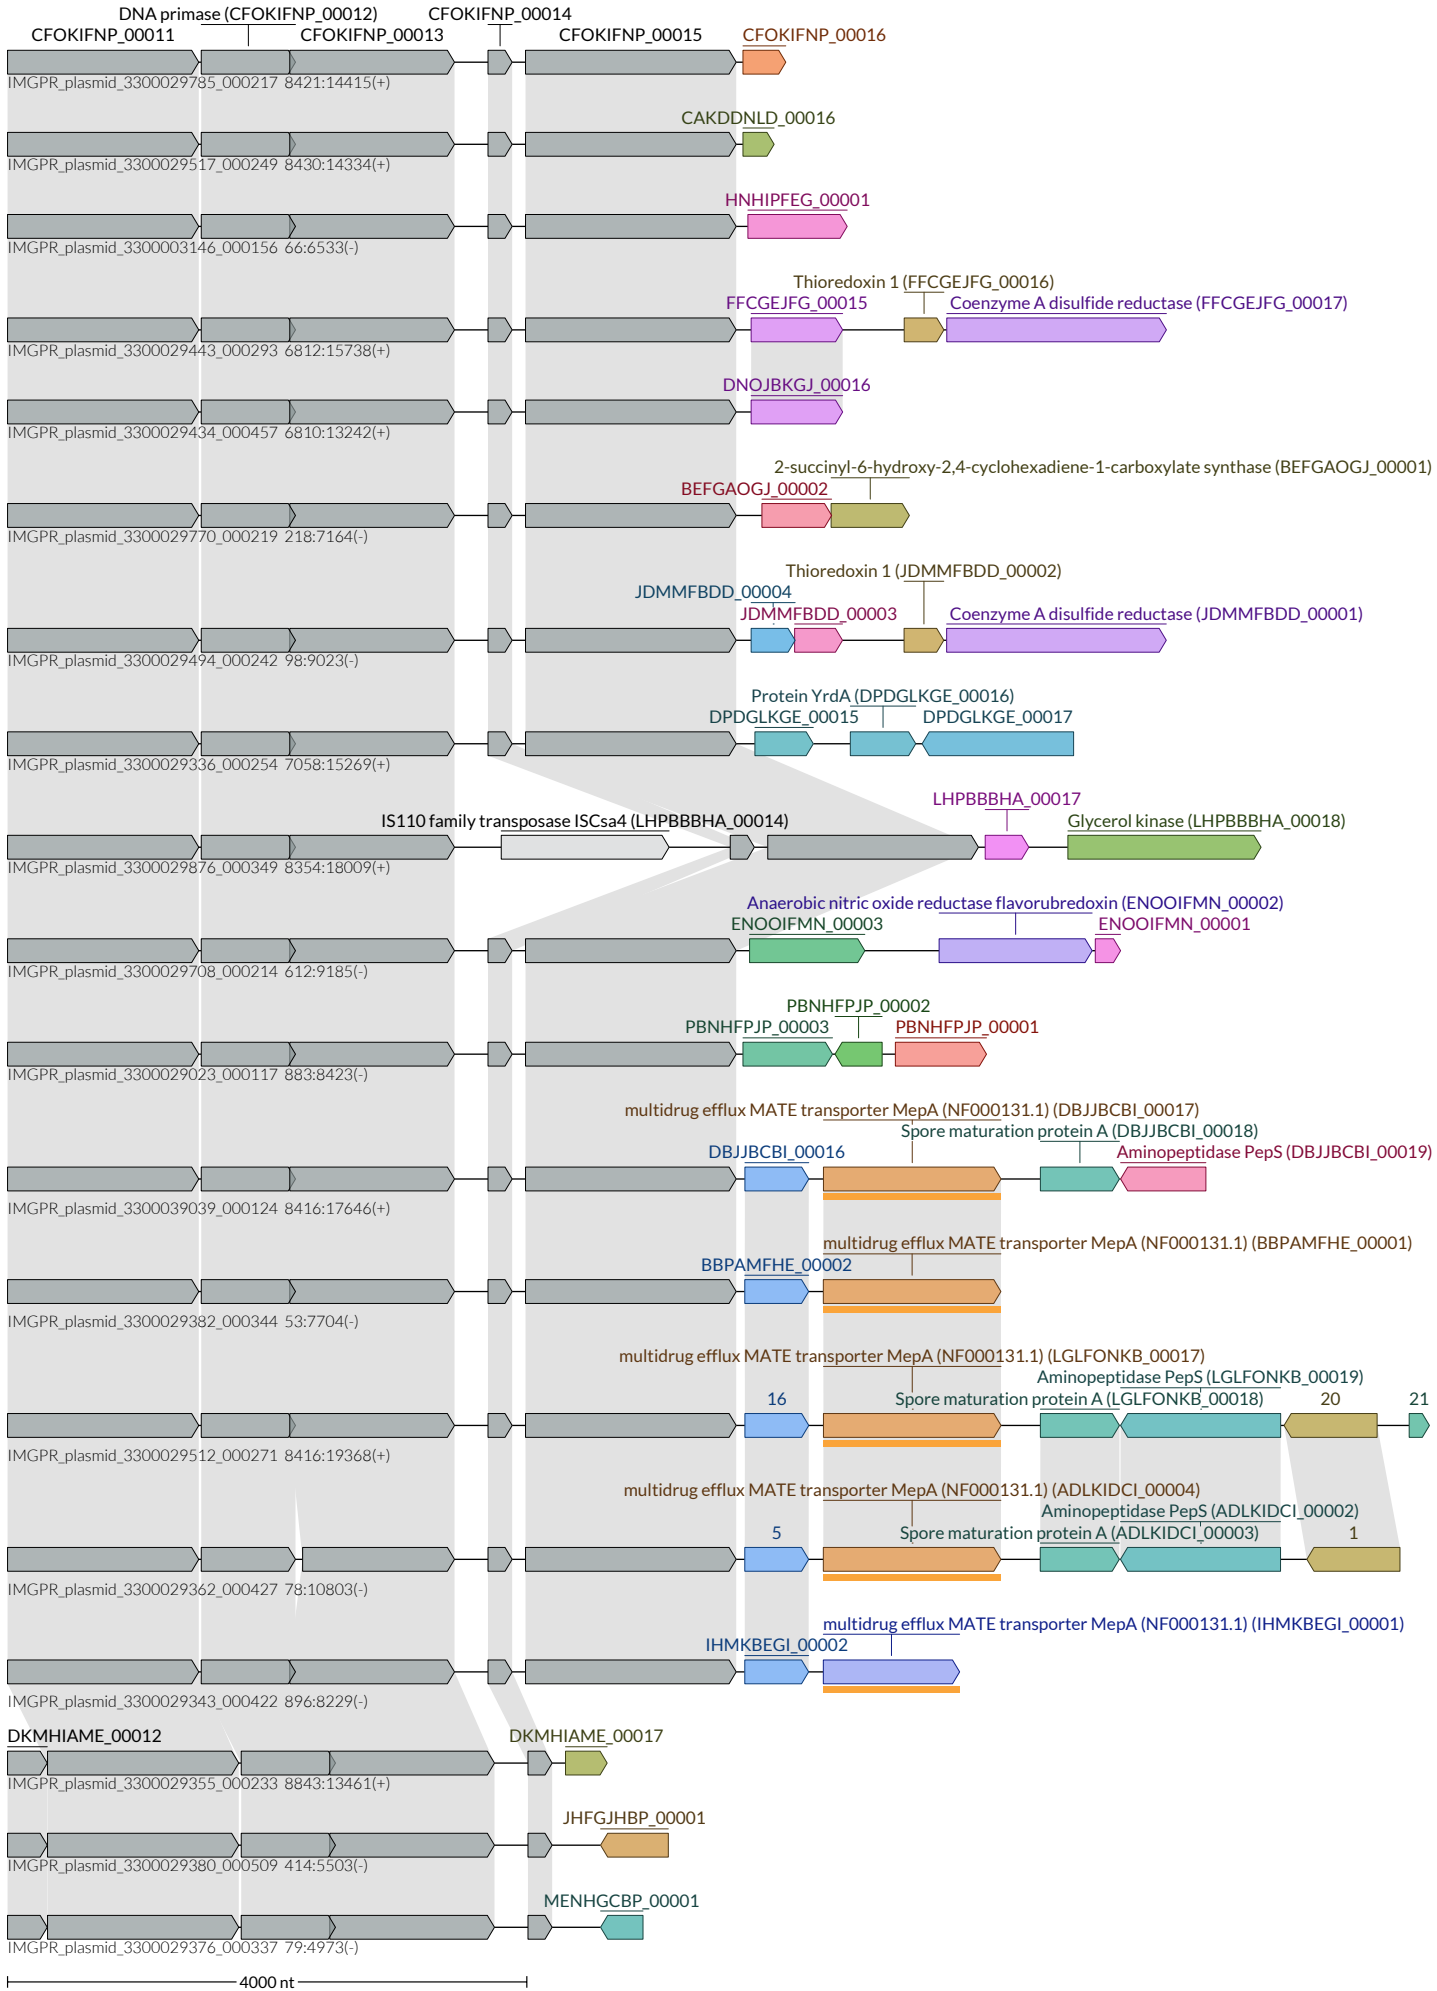 DNA primase (CFOKIFNP_00012) CFOKIFNP_00014
CFOKIFNP_00011 CFOKIFNP_00013 CFOKIFNP_00015 CFOKIFNP_00016
IMGPR_plasmid_3300029785_000217 8421:14415(+)
CAKDDNLD_00016
IMGPR_plasmid_3300029517_000249 8430:14334(+)
HNHIPFEG_00001
IMGPR_plasmid_3300003146_000156 66:6533(-)
Thioredoxin 1 (FFCGEJFG_00016)
FFCGEJFG_00015 Coenzyme A disulfide reductase (FFCGEJFG_00017)
IMGPR_plasmid_3300029443_000293 6812:15738(+)
DNOJBKGJ_00016
IMGPR_plasmid_3300029434_000457 6810:13242(+)
2-succinyl-6-hydroxy-2,4-cyclohexadiene-1-carboxylate synthase (BEFGAOGJ_00001)
BEFGAOGJ_00002
IMGPR_plasmid_3300029770_000219 218:7164(-)
Thioredoxin 1 (JDMMFBDD_00002)
JDMMFBDD_00004
JDMMFBDD_00003 Coenzyme A disulfide reductase (JDMMFBDD_00001)
IMGPR_plasmid_3300029494_000242 98:9023(-)
Protein YrdA (DPDGLKGE_00016)
DPDGLKGE_00015 DPDGLKGE_00017
IMGPR_plasmid_3300029336_000254 7058:15269(+)
LHPBBBHA_00017
IS110 family transposase ISCsa4 (LHPBBBHA_00014) Glycerol kinase (LHPBBBHA_00018)
IMGPR_plasmid_3300029876_000349 8354:18009(+)
Anaerobic nitric oxide reductase flavorubredoxin (ENOOIFMN_00002)
ENOOIFMN_00003 ENOOIFMN_00001
IMGPR_plasmid_3300029708_000214 612:9185(-)
PBNHFPJP_00002
PBNHFPJP_00003 PBNHFPJP_00001
IMGPR_plasmid_3300029023_000117 883:8423(-)
multidrug efflux MATE transporter MepA (NF000131.1) (DBJJBCBI_00017)
Spore maturation protein A (DBJJBCBI_00018)
DBJJBCBI_00016 Aminopeptidase PepS (DBJJBCBI_00019)
IMGPR_plasmid_3300039039_000124 8416:17646(+)
multidrug efflux MATE transporter MepA (NF000131.1) (BBPAMFHE_00001)
BBPAMFHE_00002
IMGPR_plasmid_3300029382_000344 53:7704(-)
multidrug efflux MATE transporter MepA (NF000131.1) (LGLFONKB_00017)
Aminopeptidase PepS (LGLFONKB_00019)
16 Spore maturation protein A (LGLFONKB_00018) 20 21
IMGPR_plasmid_3300029512_000271 8416:19368(+)
multidrug efflux MATE transporter MepA (NF000131.1) (ADLKIDCI_00004)
Aminopeptidase PepS (ADLKIDCI_00002)
5 Spore maturation protein A (ADLKIDCI_00003) 1
IMGPR_plasmid_3300029362_000427 78:10803(-)
multidrug efflux MATE transporter MepA (NF000131.1) (IHMKBEGI_00001)
IHMKBEGI_00002
IMGPR_plasmid_3300029343_000422 896:8229(-)
DKMHIAME_00012 DKMHIAME_00017
IMGPR_plasmid_3300029355_000233 8843:13461(+)
JHFGJHBP_00001
IMGPR_plasmid_3300029380_000509 414:5503(-)
MENHGCBP_00001
IMGPR_plasmid_3300029376_000337 79:4973(-)
4000 nt